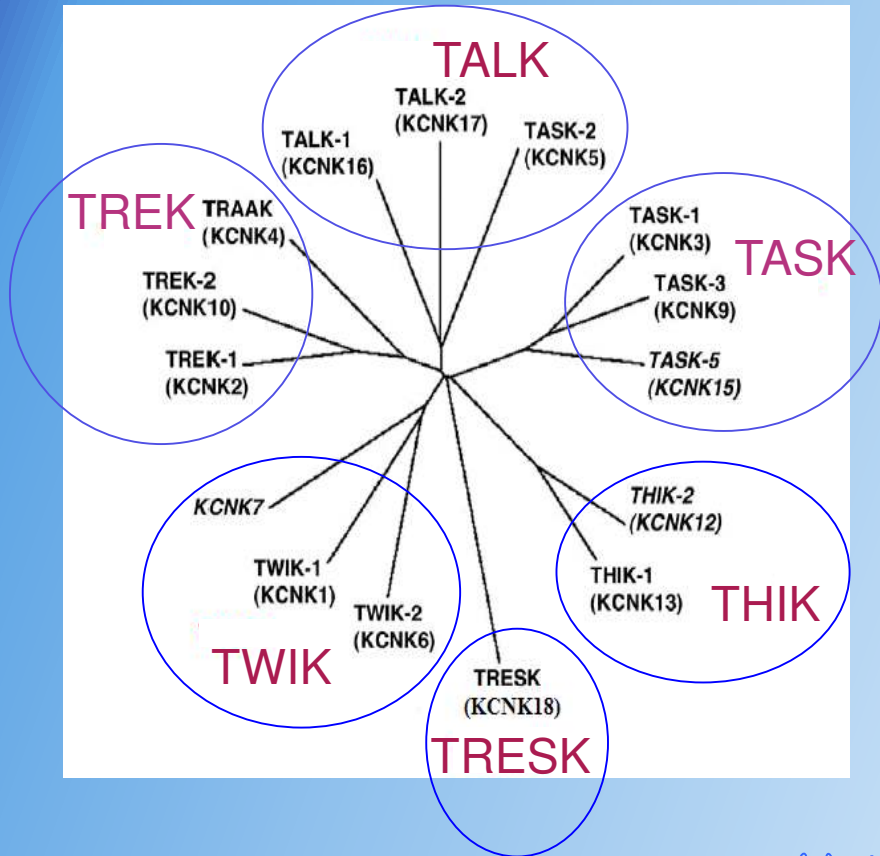 TALK
TALK-2
(KCNK17)
TALK-1
(KCNK16)
TASK-2
(KCNK5)
TREK
TRAAK
(KCNK4)
TREK-2
(KCNK10)
TREK-1
(KCNK2)
TASK-1
(KCNK3)
TASK
TASK-3
(KCNK9)
TASK-5
(KCNK15)
KCNK7
TWIK-1
(KCNK1)
TWIK-2
(KCNK6)
TWIK
THIK-2
(KCNK12)
THIK-1
(KCNK13)
THIK
TRESK
(KCNK18)
TRESK